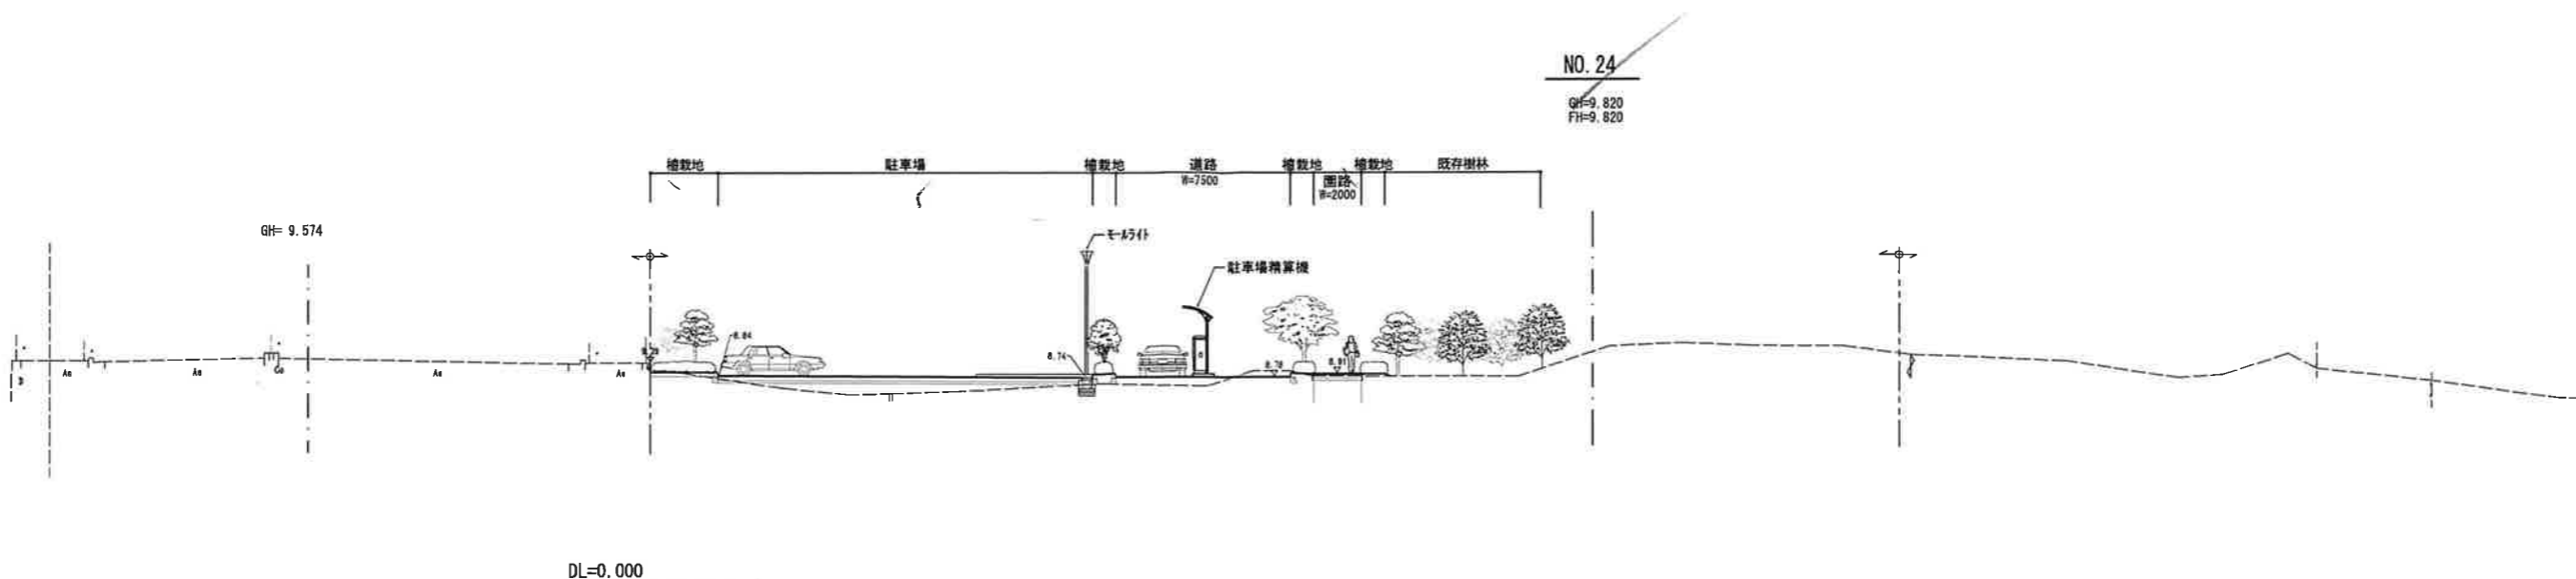 NO. 24
GH=9.820
FH=9.820
植栽地
駐車場
植栽地
道路
植栽地
植栽地
既存樹林
W=7500
園路
W=2000
GH= 9.574
モールライト
駐車場精算機
8.84
8.74
8.78
8.91
As
As
Co
As
As
DL=0.000